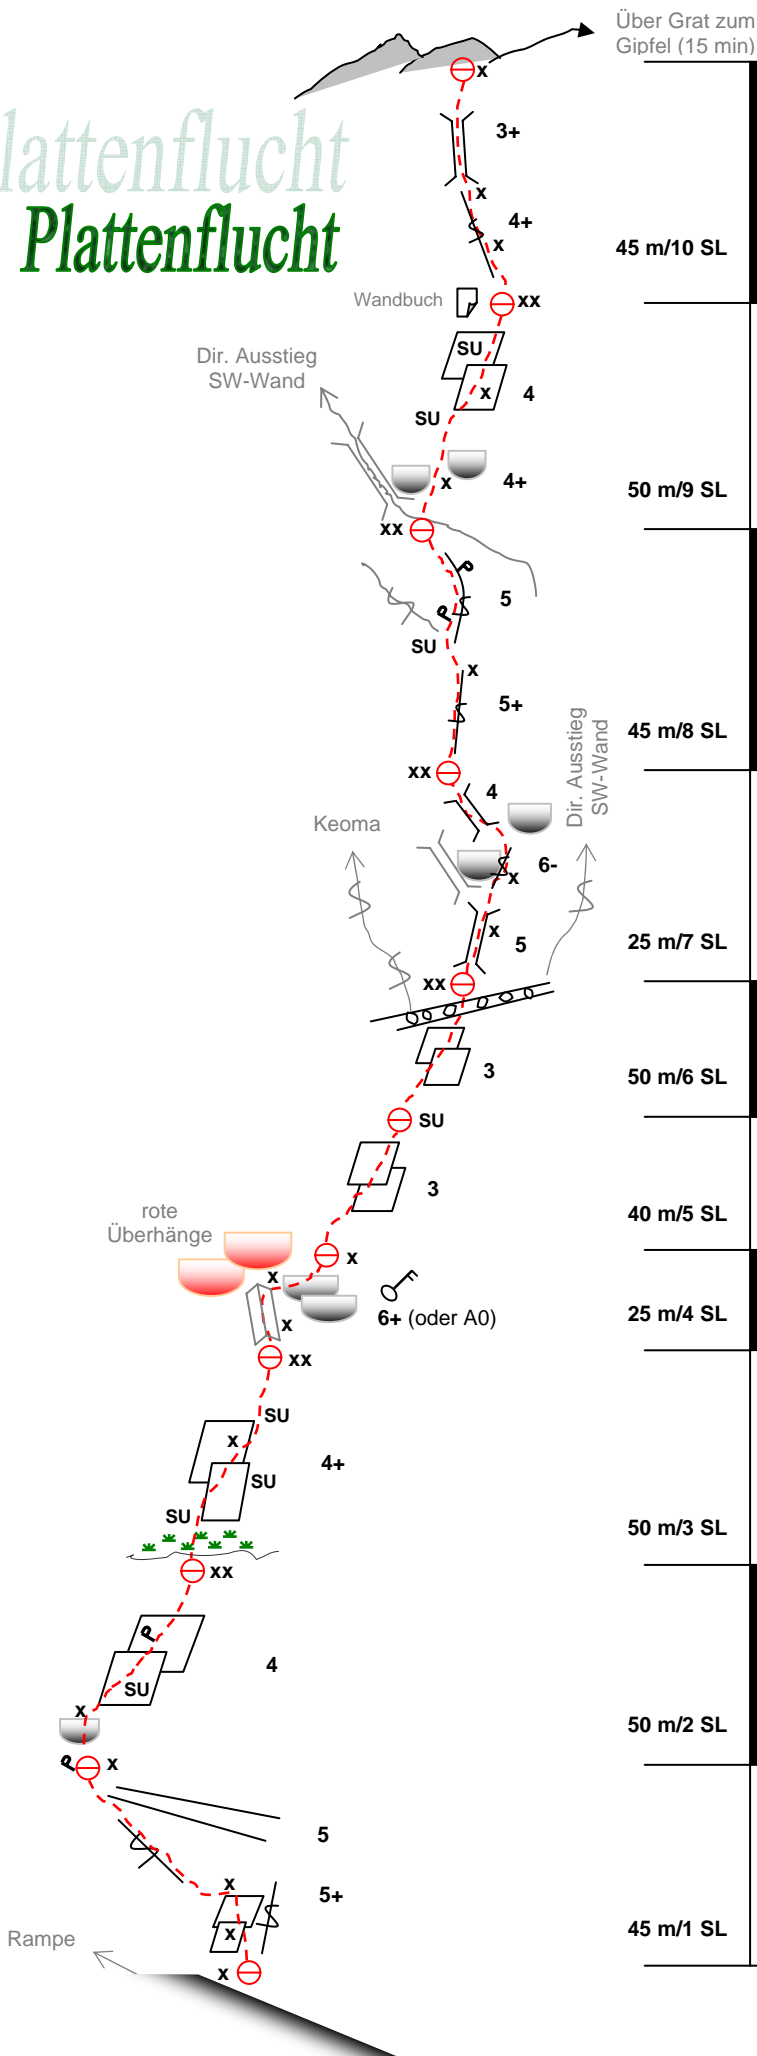 Über Grat zum
Gipfel (15 min)
x
3+
lattenflucht
Plattenflucht
x
4+
x
45 m/10 SL
Wandbuch
xx
SU
Dir. Ausstieg
SW-Wand
x
4
SU
x
4+
50 m/9 SL
xx
P
5
P
SU
x
5+
45 m/8 SL
Dir. Ausstieg
SW-Wand
xx
4
Keoma
6-
x
x
5
25 m/7 SL
xx
3
50 m/6 SL
SU
3
rote
Überhänge
40 m/5 SL
x
x
6+ (oder A0)
25 m/4 SL
x
xx
SU
x
4+
SU
SU
50 m/3 SL
xx
P
4
SU
x
50 m/2 SL
P
x
5
x
5+
x
45 m/1 SL
Rampe
x